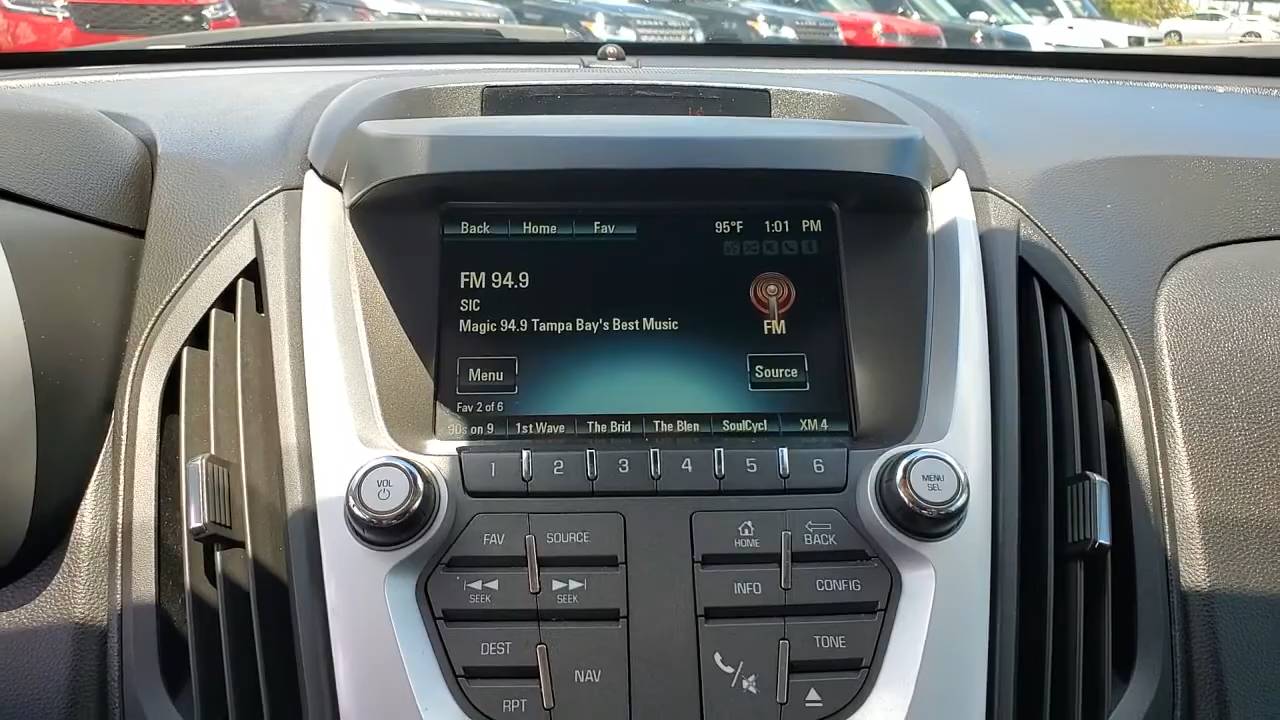 Back Home Fav 95°F 1:01 PM
FM 94.9
SIC
Magic 94.9 Tampa Bay's Best Music
FM
Menu Source
Fav 2 of 6
90s on 9 1st Wave The Brid The Blen SoulCycl XM 4
1 2 3 4 5 6
VOL
MENU
SEL
FAV SOURCE
HOME BACK
SEEK SEEK
INFO CONFIG
DEST NAV
TONE
RPT